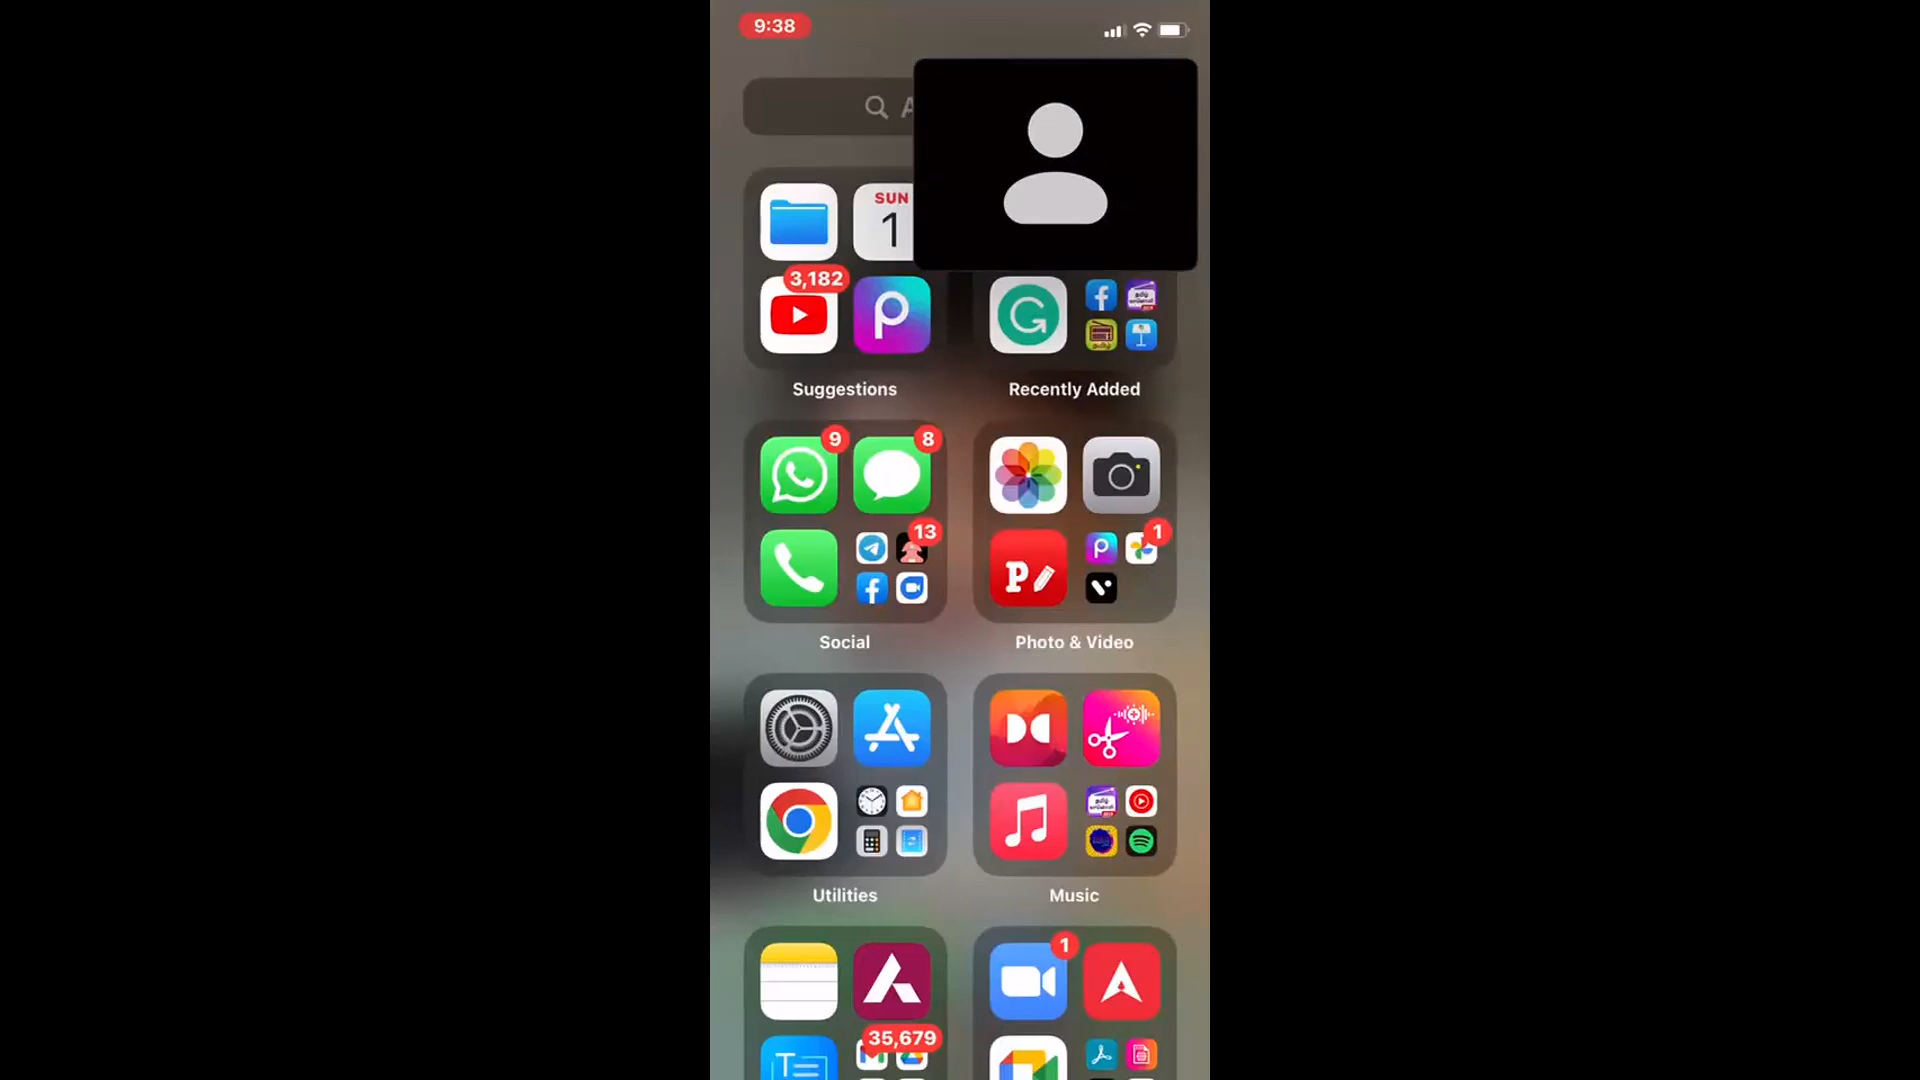 9:38
SUN
1
3,182
Suggestions
Recently Added
9
8
13
1
Social
Photo & Video
Utilities
Music
1
35,679